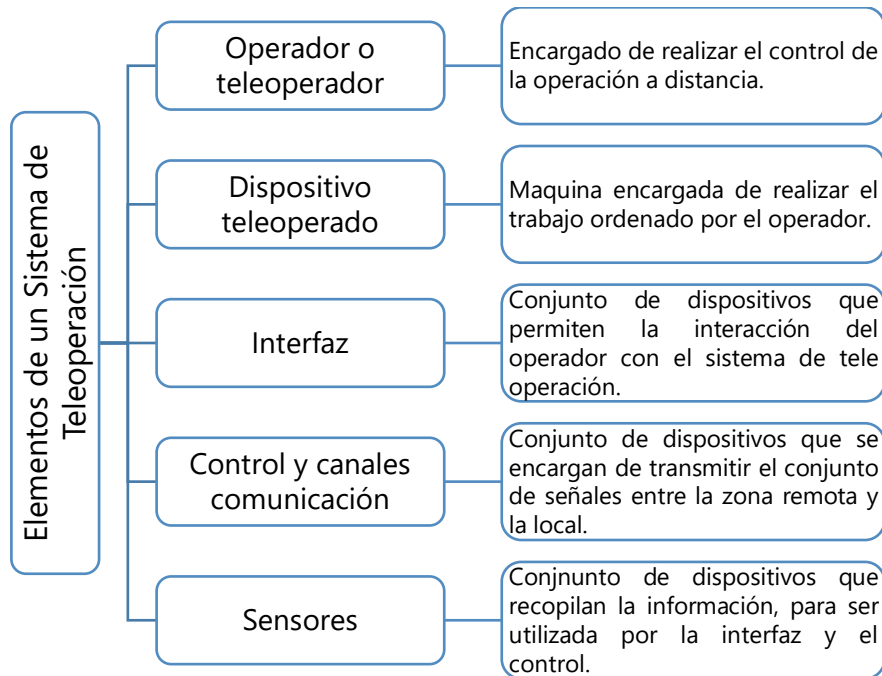 Elementos de un Sistema de
Teleoperación
Operador o
teleoperador
Encargado de realizar el control de
la operación a distancia.
Dispositivo
teleoperado
Maquina encargada de realizar el
trabajo ordenado por el operador.
Interfaz
Conjunto de dispositivos que
permiten la interacción del
operador con el sistema de tele
operación.
Control y canales
comunicación
Conjunto de dispositivos que se
encargan de transmitir el conjunto
de señales entre la zona remota y
la local.
Sensores
Conjnunto de dispositivos que
recopilan la información, para ser
utilizada por la interfaz y el
control.